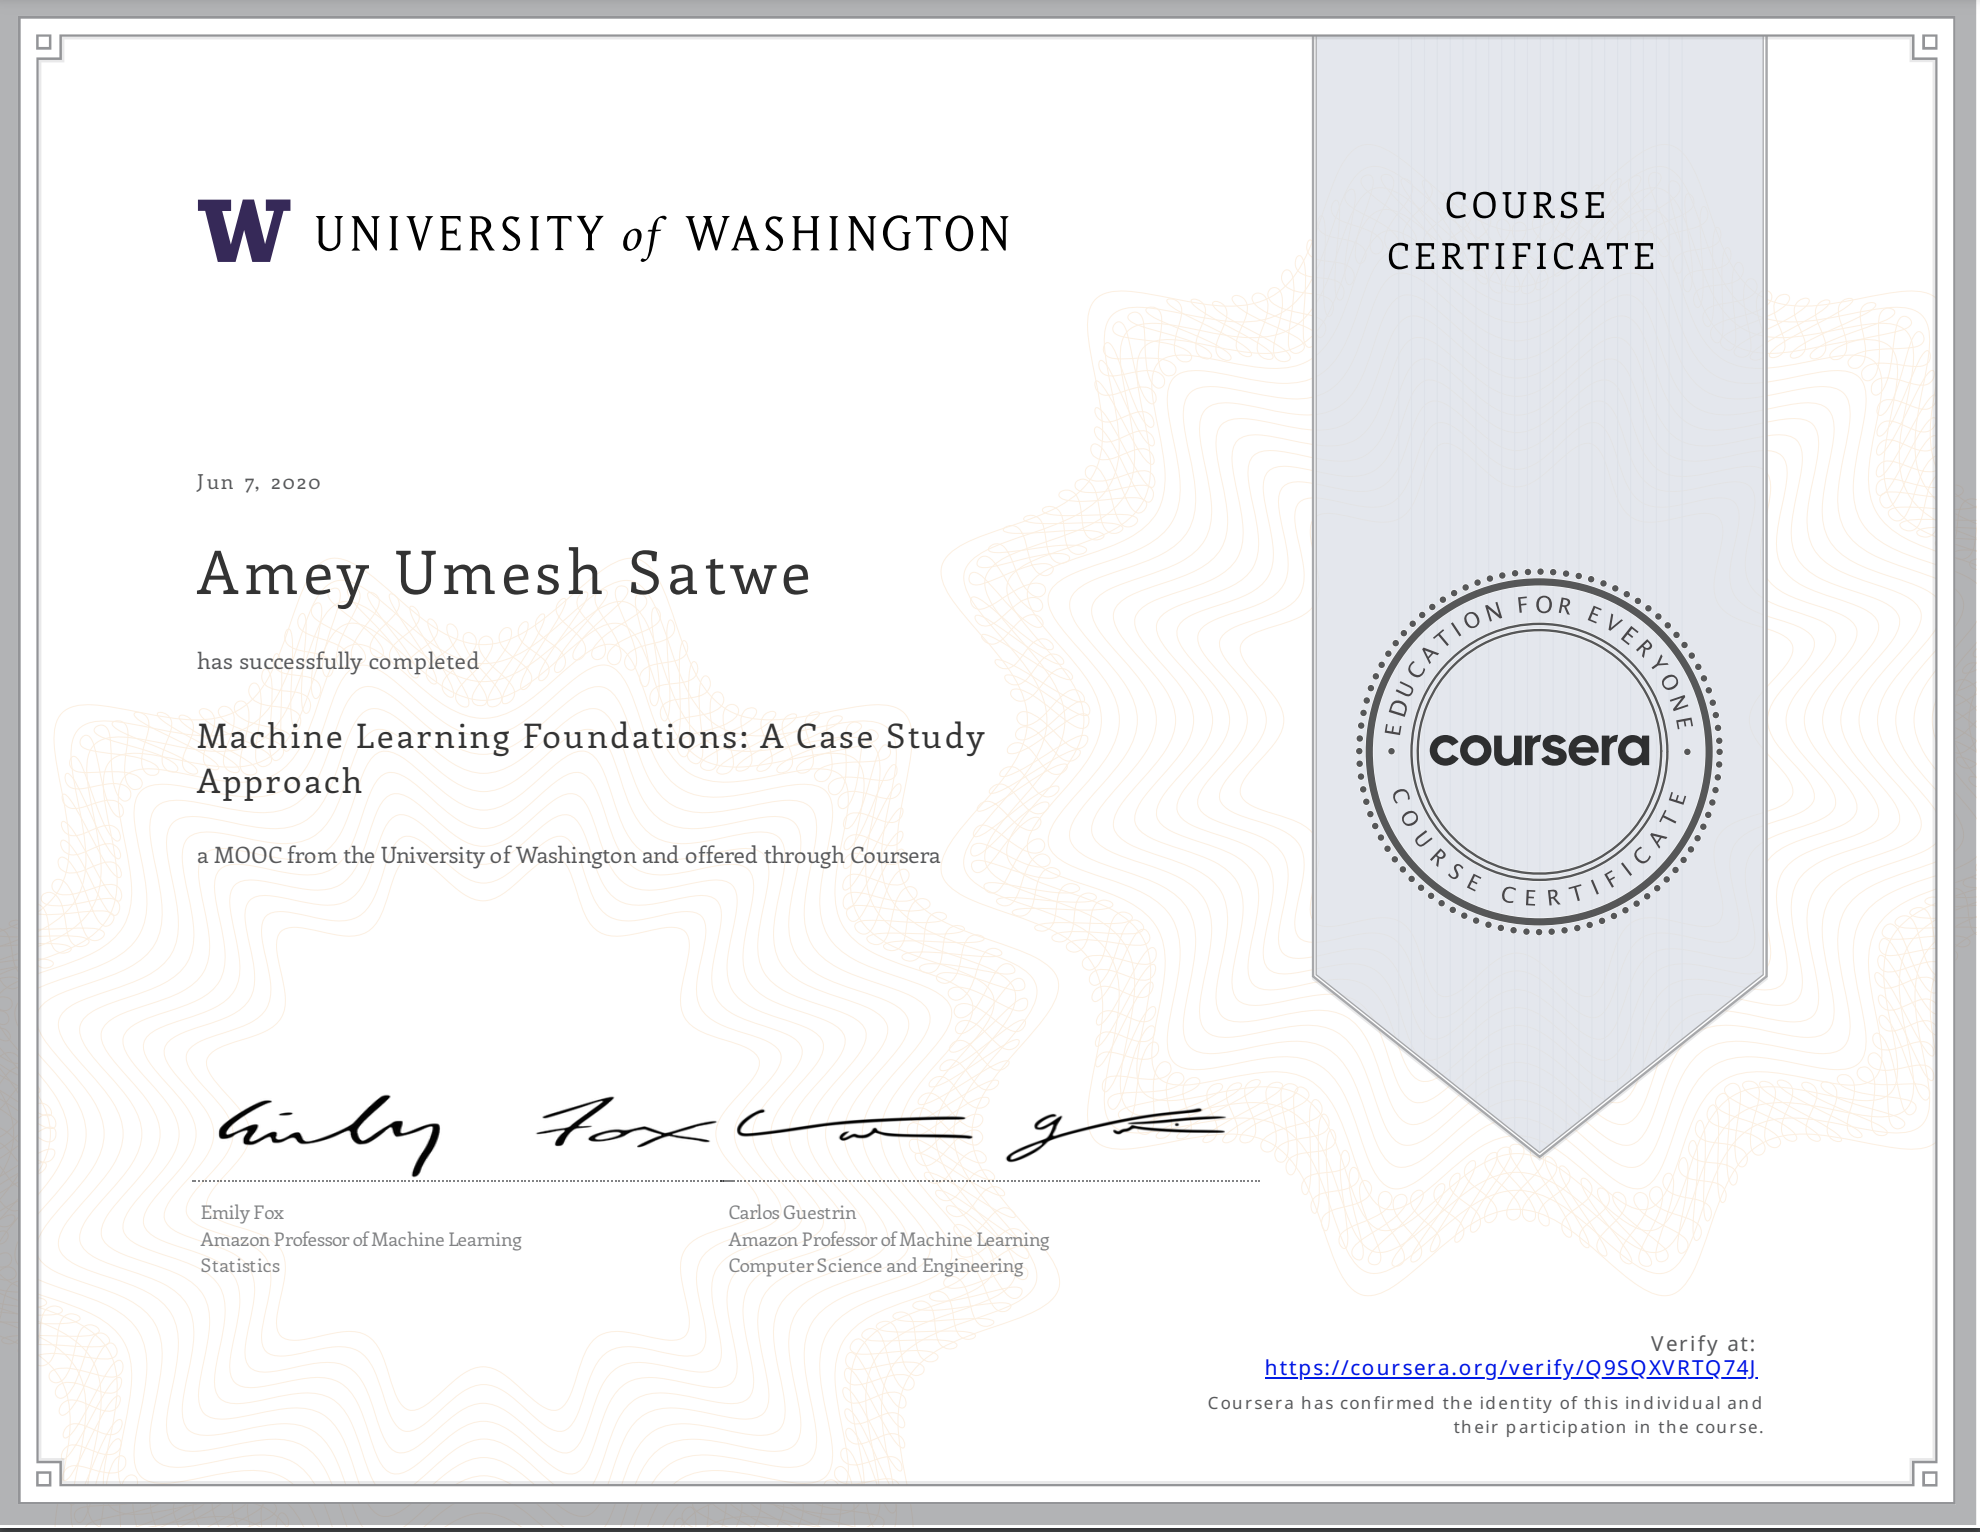 W UNIVERSITY of WASHINGTON
COURSE
CERTIFICATE
Jun 7, 2020
Amey Umesh Satwe
has successfully completed
Machine Learning Foundations: A Case Study
Approach
a MOOC from the University of Washington and offered through Coursera
EDUCATION FOR EVERYONE
coursera
COURSE CERTIFICATE
Emily Fox
Carlos Guestrin
Emily Fox
Amazon Professor of Machine Learning
Statistics
Carlos Guestrin
Amazon Professor of Machine Learning
Computer Science and Engineering
Verify at:
https://coursera.org/verify/Q9SQXVRTQ74J
Coursera has confirmed the identity of this individual and
their participation in the course.